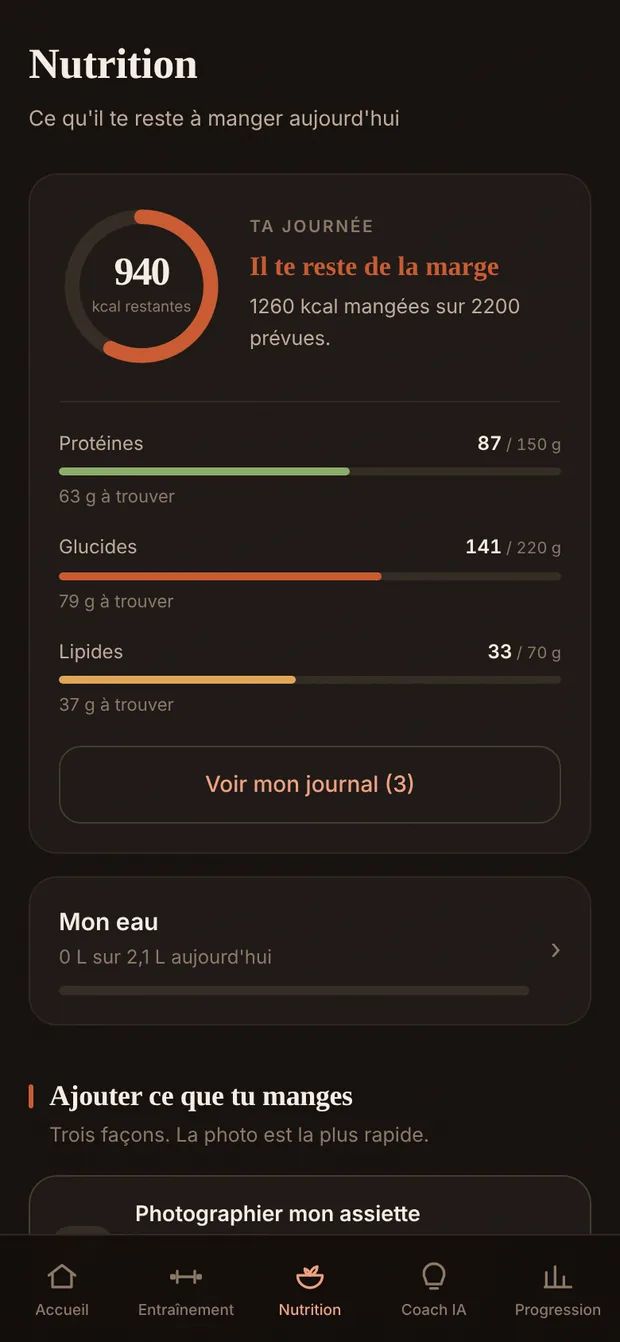 Nutrition
Ce qu'il te reste à manger aujourd'hui
940
kcal restantes
TA JOURNÉE
Il te reste de la marge
1260 kcal mangées sur 2200
prévues.
Protéines
87 / 150 g
63 g à trouver
Glucides
141 / 220 g
79 g à trouver
Lipides
33 / 70 g
37 g à trouver
Voir mon journal (3)
Mon eau
0 L sur 2,1 L aujourd'hui
Ajouter ce que tu manges
Trois façons. La photo est la plus rapide.
Photographier mon assiette
Accueil
Entraînement
Nutrition
Coach IA
Progression